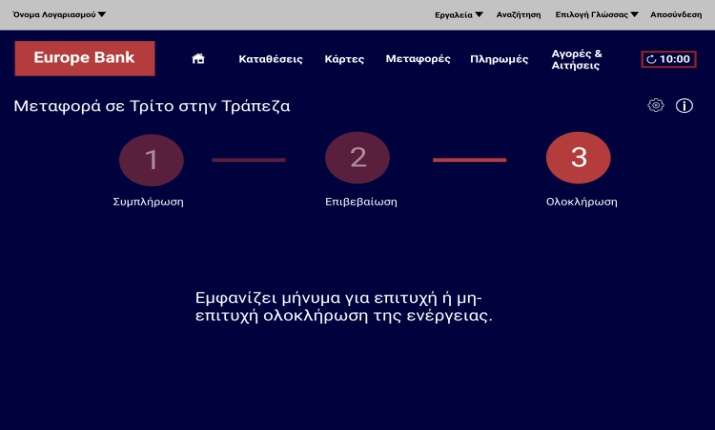 Όνομα Λογαριασμού Εργαλεία Αναζήτηση Επιλογή Γλώσσας Αποσύνδεση
Europe Bank Καταθέσεις Κάρτες Μεταφορές Πληρωμές Αγορές &
Αιτήσεις 10:00
Μεταφορά σε Τρίτο στην Τράπεζα
1 2 3
Συμπλήρωση Επιβεβαίωση Ολοκλήρωση
Εμφανίζει μήνυμα για επιτυχή ή μη-
επιτυχή ολοκλήρωση της ενέργειας.